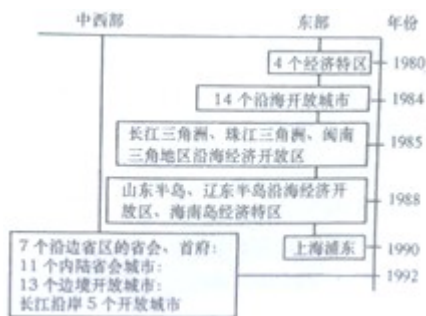 中西部 东部 年份
4个经济特区 1980
14个沿海开放城市 1984
长江三角洲、珠江三角洲、闽南
三角地区沿海经济开放区 1985
山东半岛、辽东半岛沿海经济开
放区、海南岛经济特区 1988
上海浦东 1990
7个沿边省区的省会、首府:
11个内陆省会城市:
13个边境开放城市:
长江沿岸5个开放城市
1992